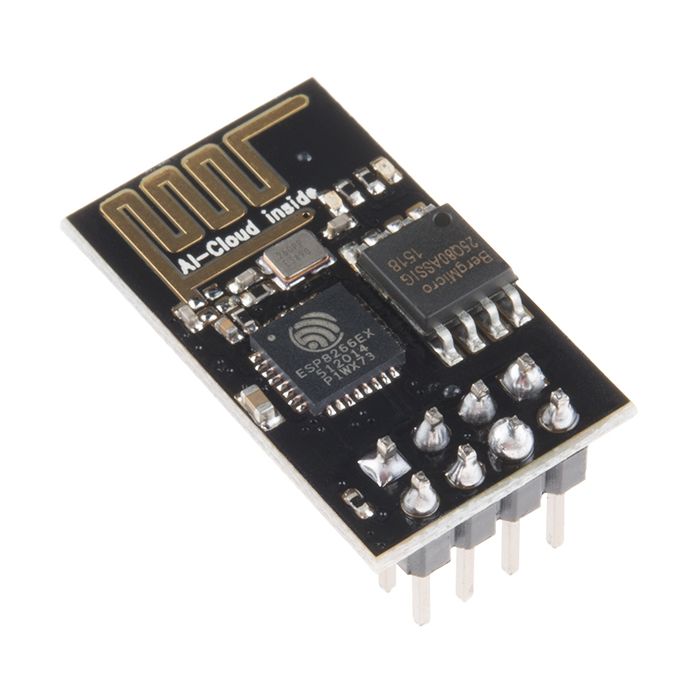 AI-Cloud inside
BergMicro
25Q80ASSIG
1518
ESP8266EX
512014
P1WX73